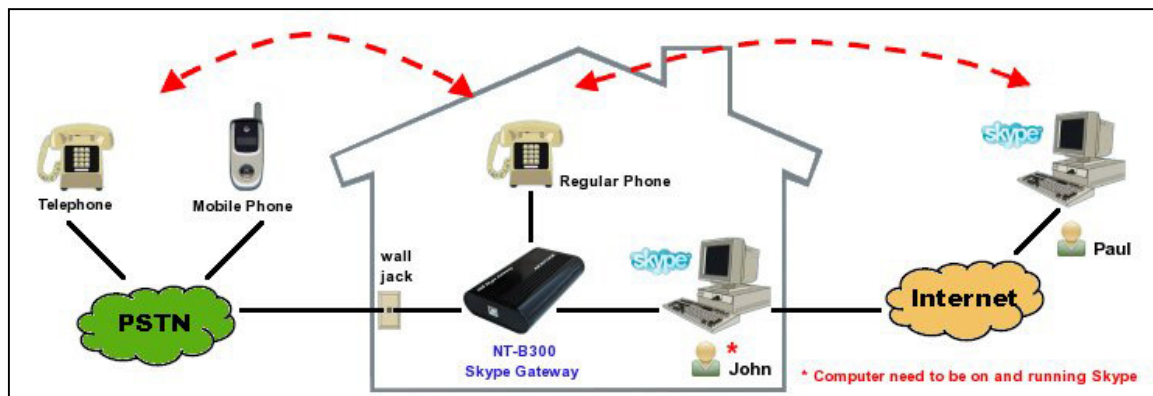 skype
Telephone
Mobile Phone
Regular Phone
Paul
wall
jack
skype
PSTN
Internet
NT-B300
Skype Gateway
*
John
* Computer need to be on and running Skype